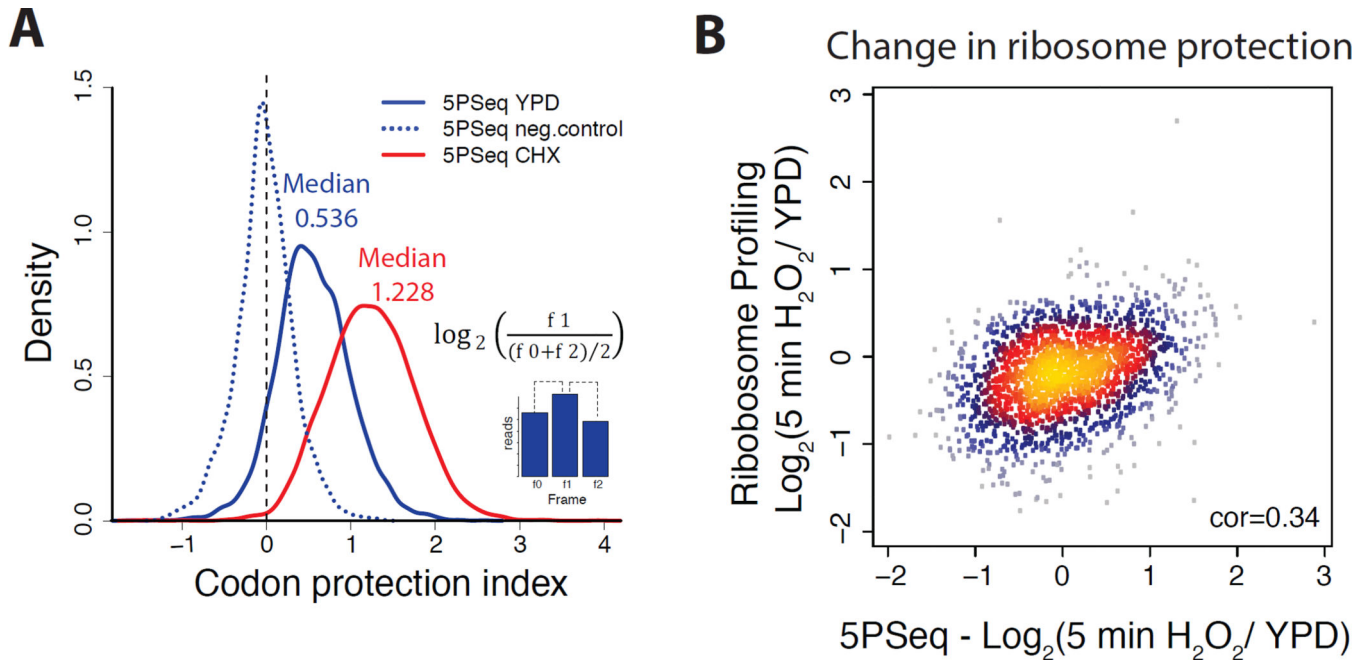 A
1.5
1.0
0.5
0.0
Density
5PSeq YPD
5PSeq neg.control
5PSeq CHX
Median
0.536
Median
1.228
log₂ (f 1 / (f 0+f 2)/2)
reads
f0 f1 f2
Frame
−1 0 1 2 3 4
Codon protection index
B
Change in ribosome protection
Ribobosome Profiling
Log₂(5 min H₂O₂/ YPD)
3
2
1
0
−1
−2
cor=0.34
−2 −1 0 1 2 3
5PSeq - Log₂(5 min H₂O₂/ YPD)